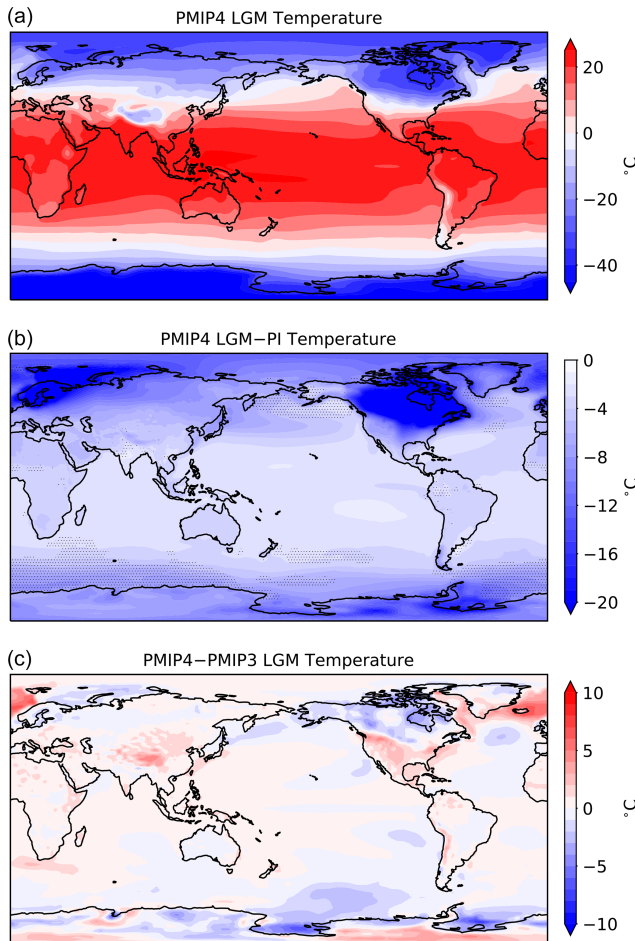 (a)
PMIP4 LGM Temperature
20
0
−20
−40
°C
(b)
PMIP4 LGM−PI Temperature
0
−4
−8
−12
−16
−20
°C
(c)
PMIP4−PMIP3 LGM Temperature
10
5
0
−5
−10
°C